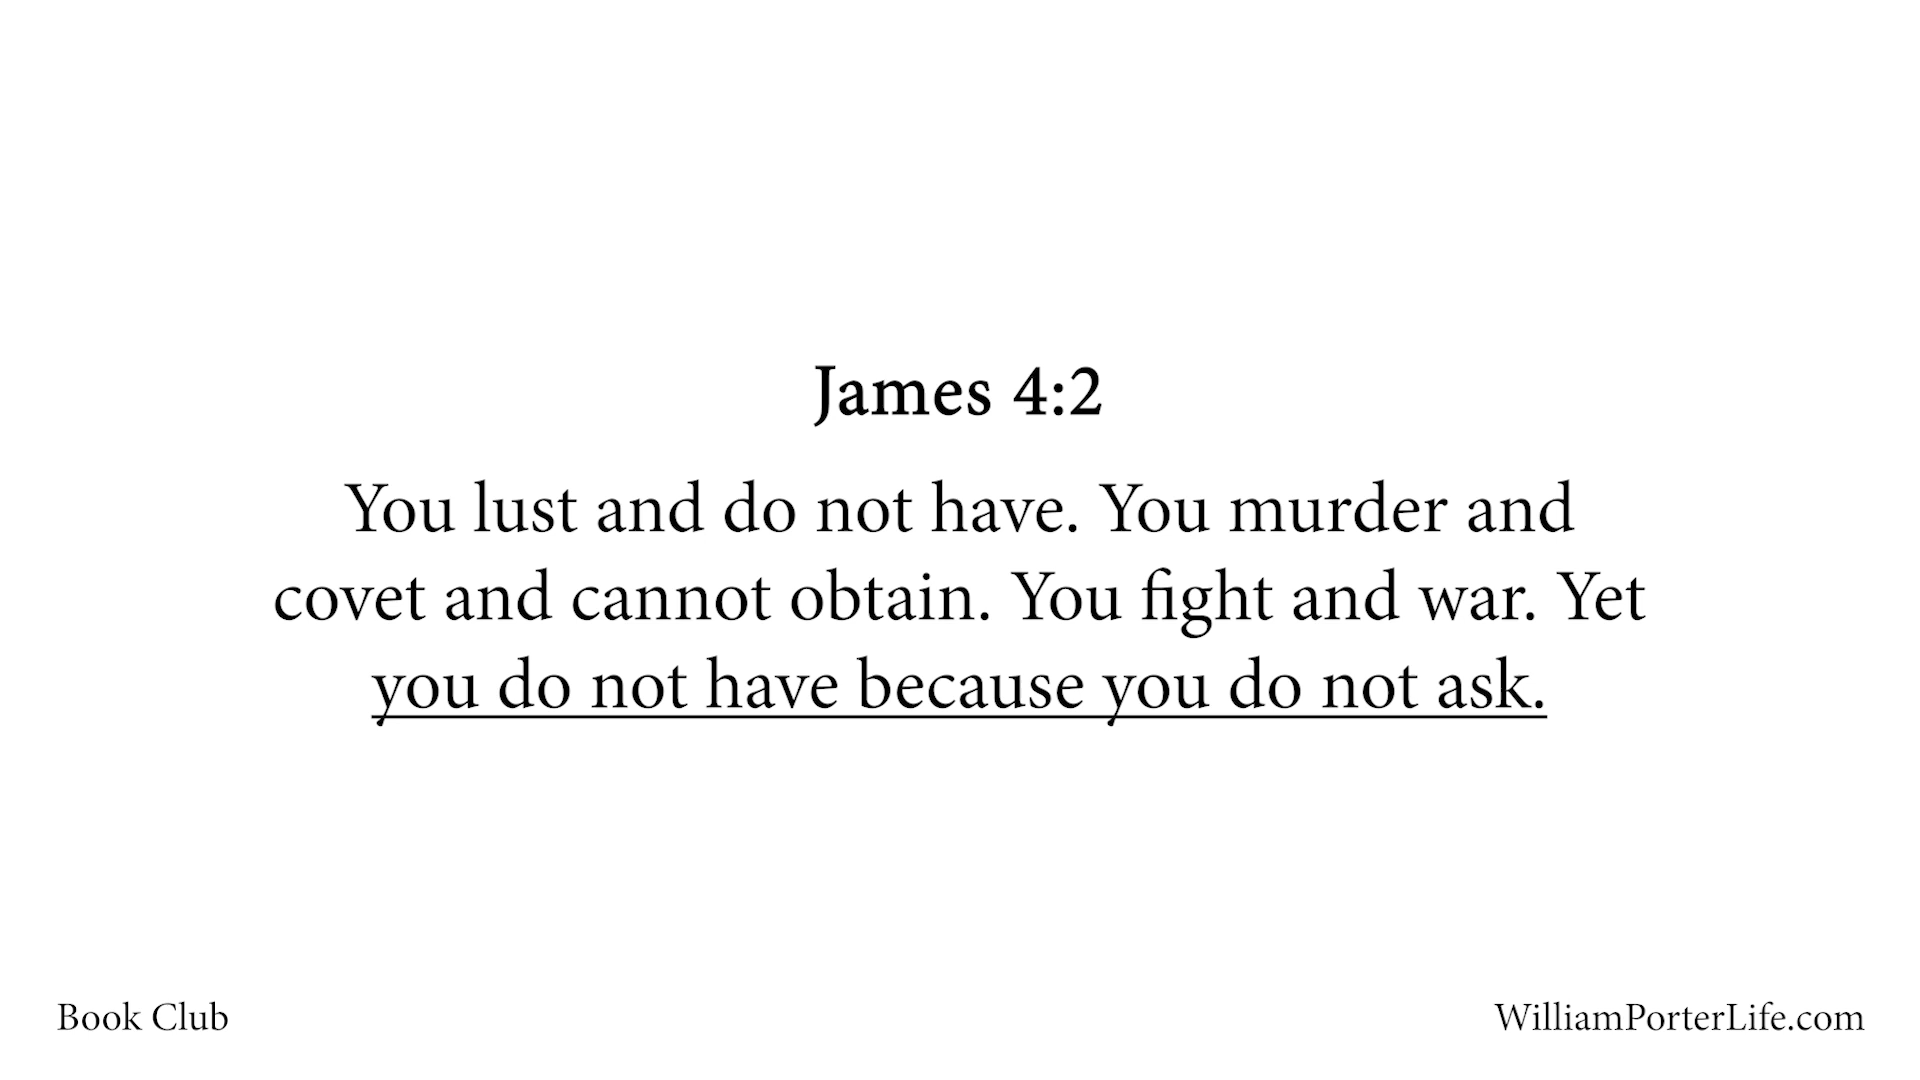 James 4:2
You lust and do not have. You murder and
covet and cannot obtain. You fight and war. Yet
you do not have because you do not ask.
Book Club
WilliamPorterLife.com